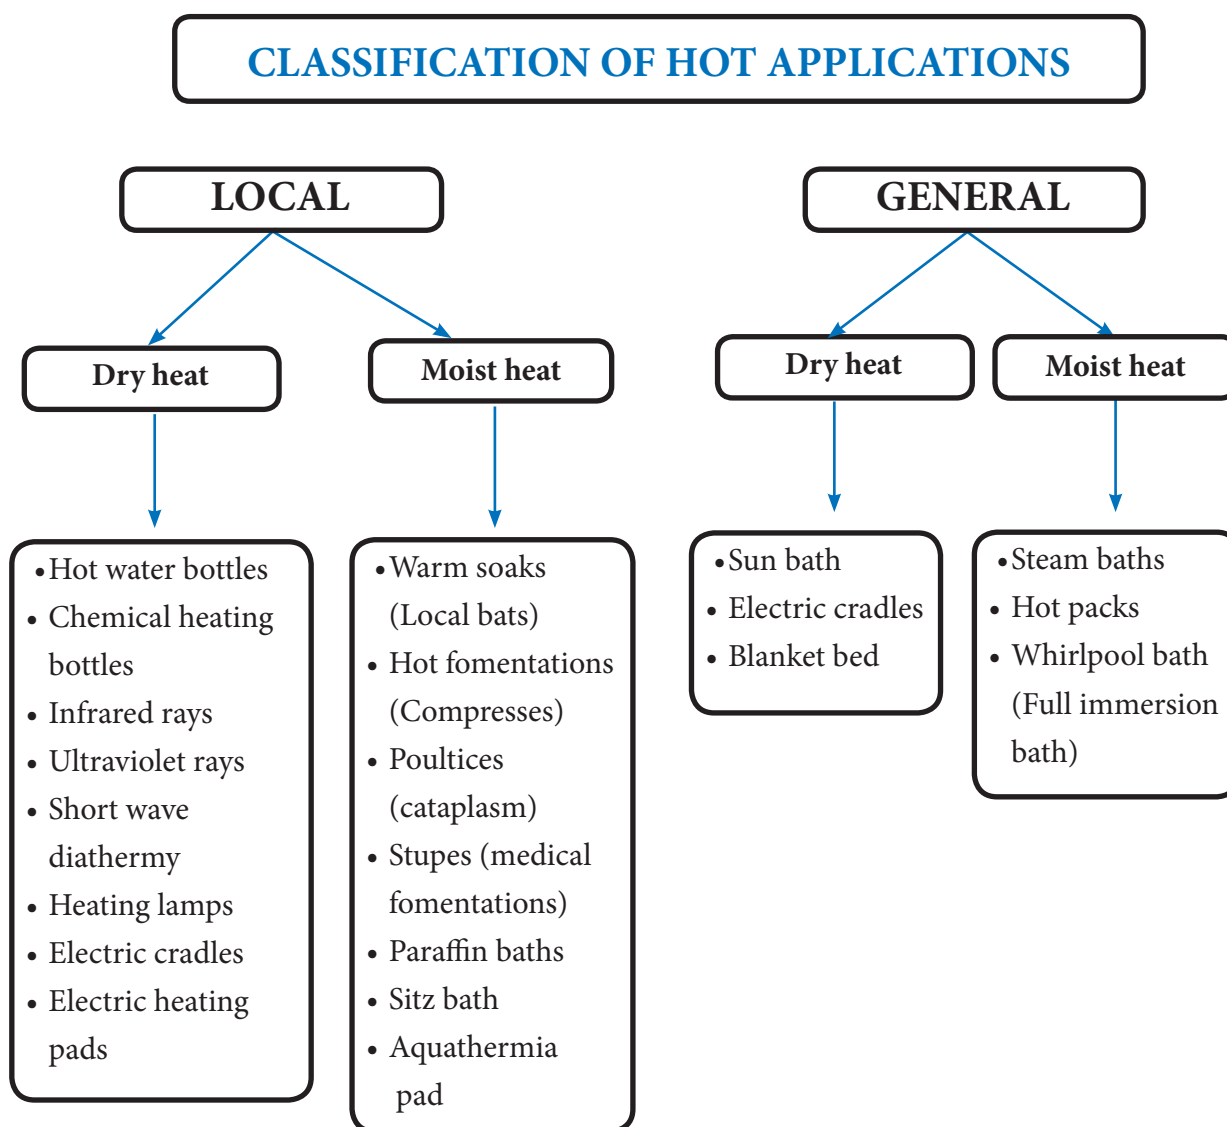 CLASSIFICATION OF HOT APPLICATIONS
LOCAL
GENERAL
Dry heat
Moist heat
Dry heat
Moist heat
•Hot water bottles
• Chemical heating
bottles
• Infrared rays
• Ultraviolet rays
• Short wave
diathermy
• Heating lamps
• Electric cradles
• Electric heating
pads
•Warm soaks
(Local bats)
• Hot fomentations
(Compresses)
• Poultices
(cataplasm)
• Stupes (medical
fomentations)
• Paraffin baths
• Sitz bath
• Aquathermia
pad
•Sun bath
• Electric cradles
• Blanket bed
•Steam baths
• Hot packs
• Whirlpool bath
(Full immersion
bath)